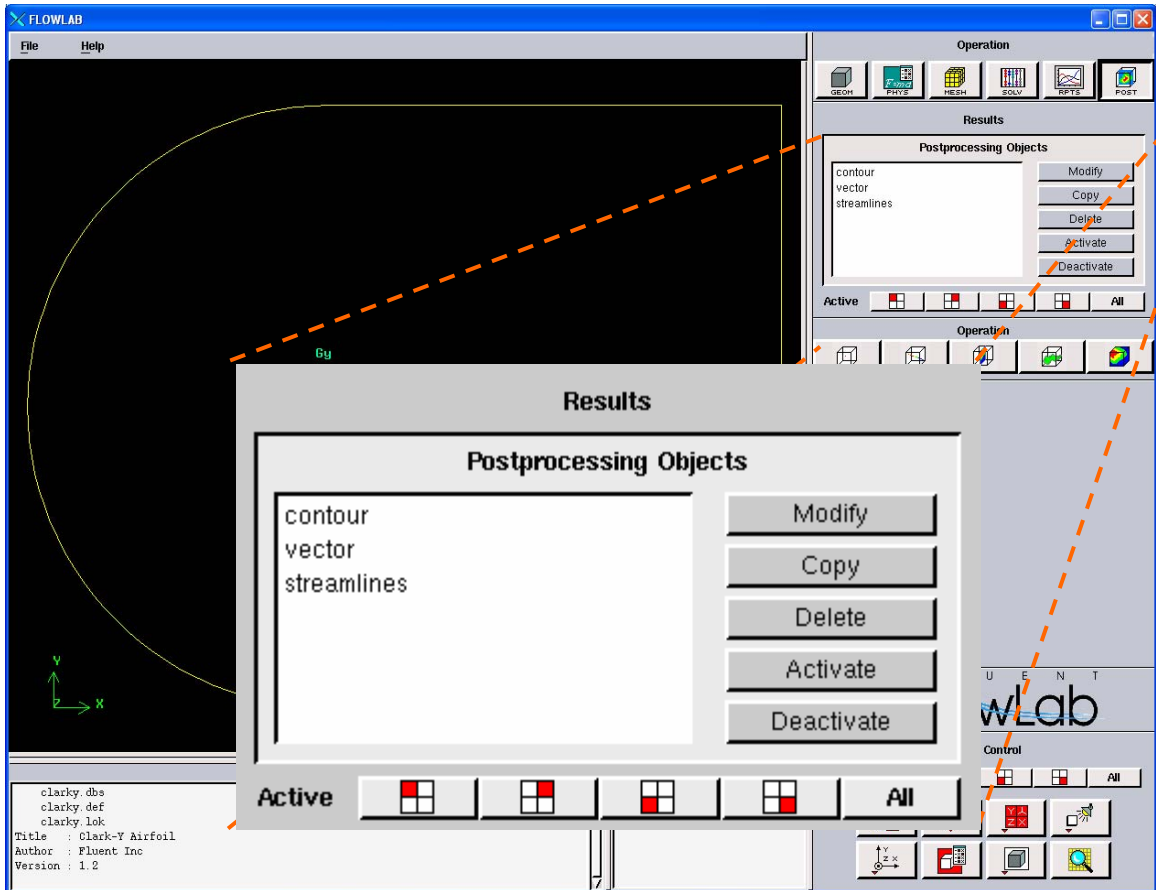 FLOWLAB
File Help
Operation
GEOM PHYS MESH SOLV RPTS POST
Results
Postprocessing Objects
contour
vector
streamlines
Modify
Copy
Delete
Activate
Deactivate
Active All
Operation
Gy
Results
Postprocessing Objects
contour
vector
streamlines
Modify
Copy
Delete
Activate
Deactivate
Active All
Y
Z X
U E N T
wLab
Control
All
clarky.dbs
clarky.def
clarky.lok
Title : Clark-Y Airfoil
Author : Fluent Inc
Version : 1.2